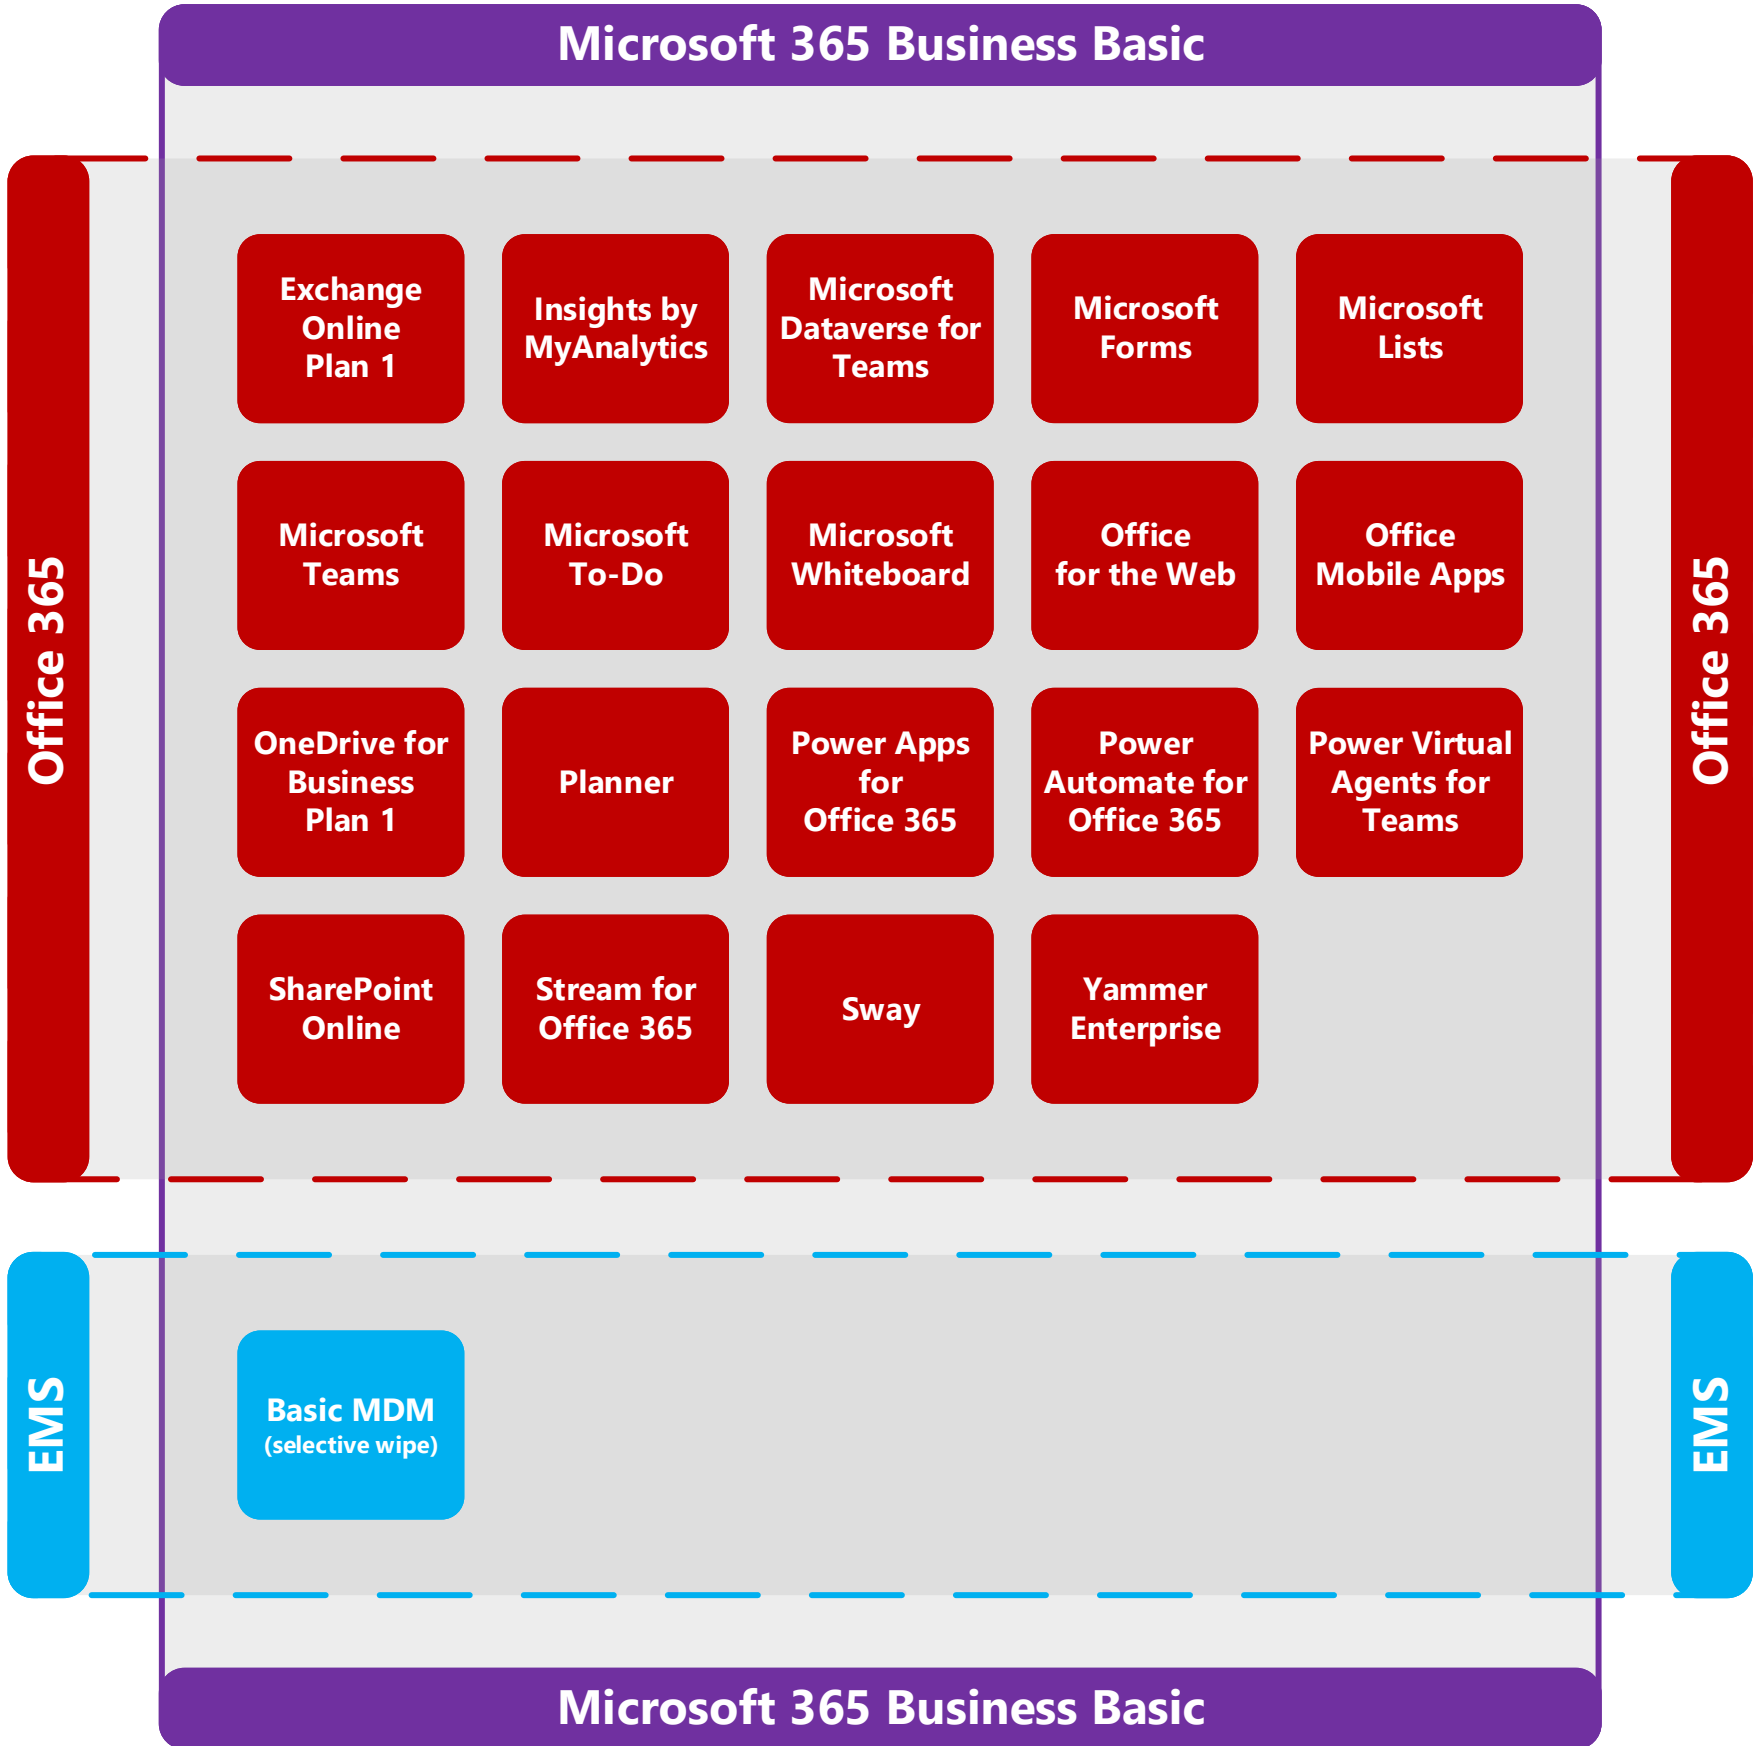 Microsoft 365 Business Basic
Office 365
Office 365
Exchange
Online
Plan 1
Insights by
MyAnalytics
Microsoft
Dataverse for
Teams
Microsoft
Forms
Microsoft
Lists
Microsoft
Teams
Microsoft
To-Do
Microsoft
Whiteboard
Office
for the Web
Office
Mobile Apps
OneDrive for
Business
Plan 1
Planner
Power Apps
for
Office 365
Power
Automate for
Office 365
Power Virtual
Agents for
Teams
SharePoint
Online
Stream for
Office 365
Sway
Yammer
Enterprise
EMS
EMS
Basic MDM
(selective wipe)
Microsoft 365 Business Basic